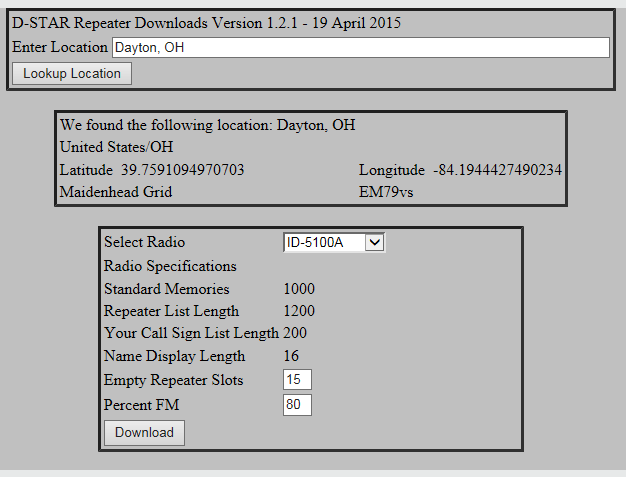 D-STAR Repeater Downloads Version 1.2.1 - 19 April 2015
Enter Location Dayton, OH
Lookup Location
We found the following location: Dayton, OH
United States/OH
Latitude 39.7591094970703 Longitude -84.1944427490234
Maidenhead Grid EM79vs
Select Radio ID-5100A
Radio Specifications
Standard Memories 1000
Repeater List Length 1200
Your Call Sign List Length 200
Name Display Length 16
Empty Repeater Slots 15
Percent FM 80
Download